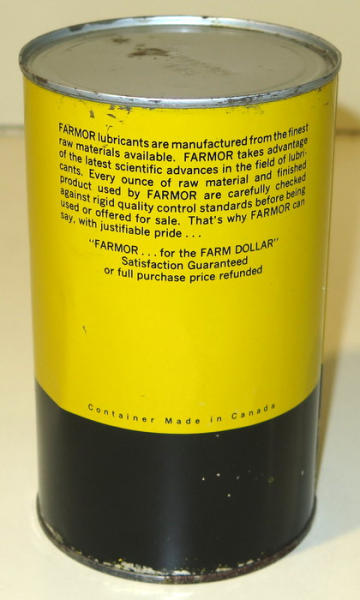 FARMOR lubricants are manufactured from the finest
raw materials available. FARMOR takes advantage
of the latest scientific advances in the field of lubri-
cants. Every ounce of raw material and finished
product used by FARMOR are carefully checked
against rigid quality control standards before being
used or offered for sale. That's why FARMOR can
say, with justifiable pride . . .
"FARMOR . . . for the FARM DOLLAR"
Satisfaction Guaranteed
or full purchase price refunded
Container Made in Canada